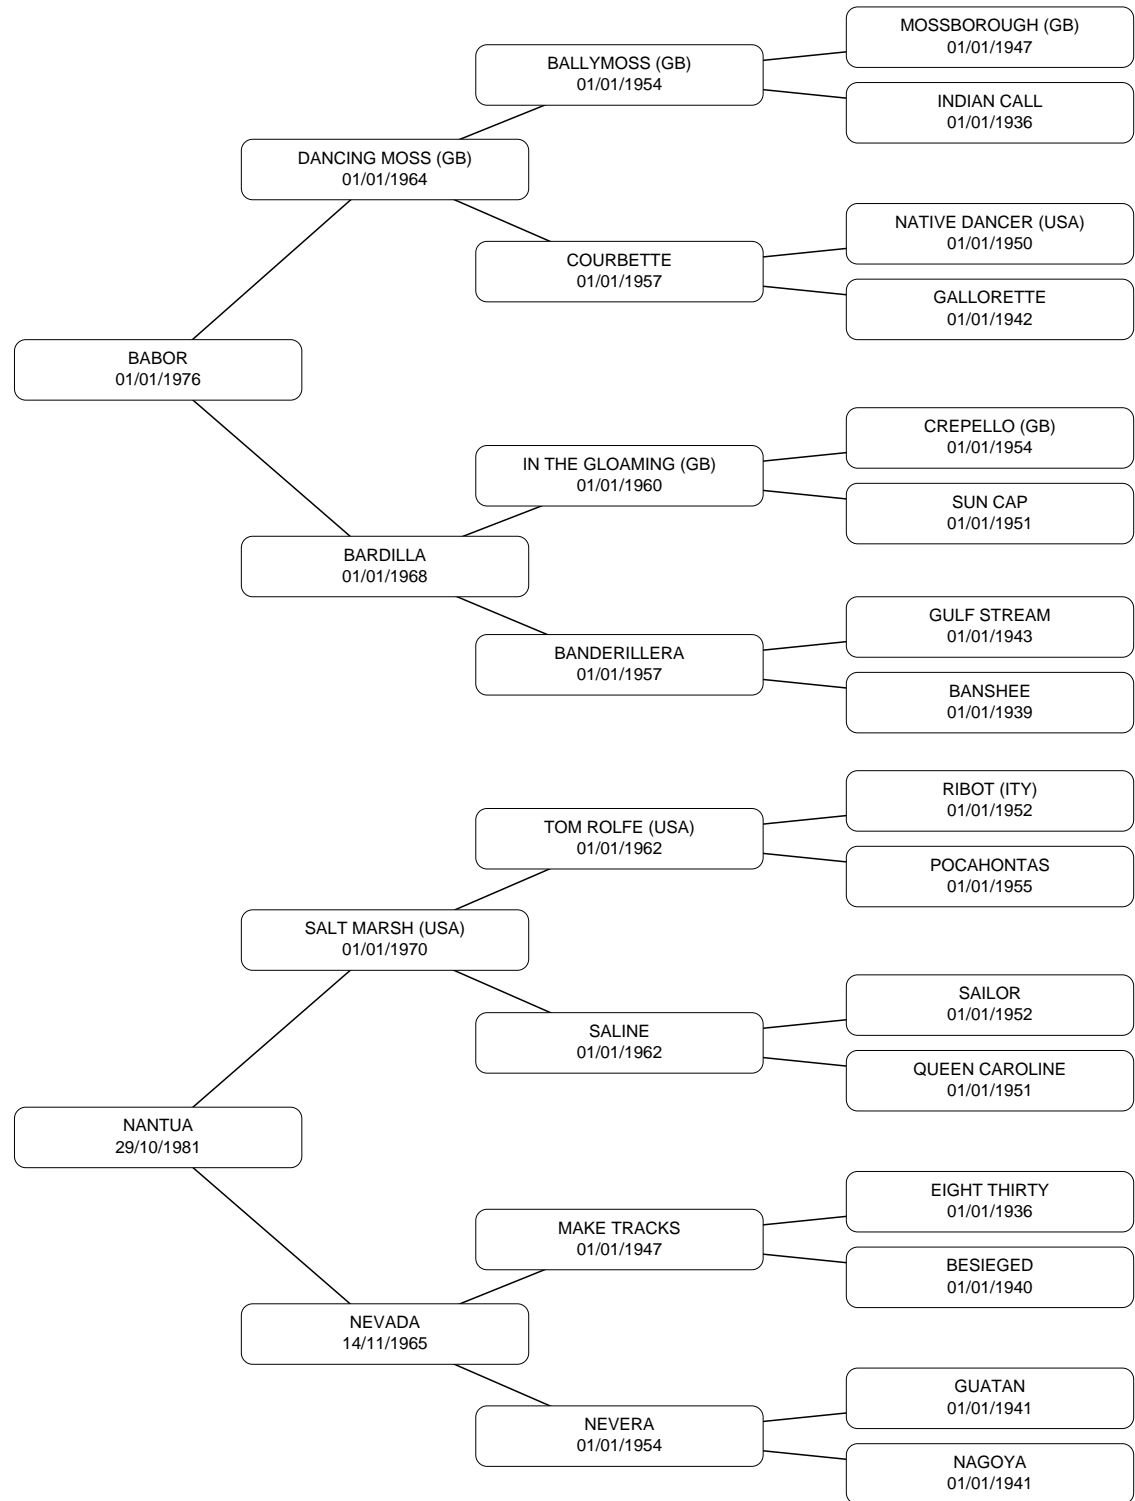 MOSSBOROUGH (GB)
01/01/1947
BALLYMOSS (GB)
01/01/1954
INDIAN CALL
01/01/1936
DANCING MOSS (GB)
01/01/1964
NATIVE DANCER (USA)
01/01/1950
COURBETTE
01/01/1957
GALLORETTE
01/01/1942
BABOR
01/01/1976
CREPELLO (GB)
01/01/1954
IN THE GLOAMING (GB)
01/01/1960
SUN CAP
01/01/1951
BARDILLA
01/01/1968
GULF STREAM
01/01/1943
BANDERILLERA
01/01/1957
BANSHEE
01/01/1939
RIBOT (ITY)
01/01/1952
TOM ROLFE (USA)
01/01/1962
POCAHONTAS
01/01/1955
SALT MARSH (USA)
01/01/1970
SAILOR
01/01/1952
SALINE
01/01/1962
QUEEN CAROLINE
01/01/1951
NANTUA
29/10/1981
EIGHT THIRTY
01/01/1936
MAKE TRACKS
01/01/1947
BESIEGED
01/01/1940
NEVADA
14/11/1965
GUATAN
01/01/1941
NEVERA
01/01/1954
NAGOYA
01/01/1941